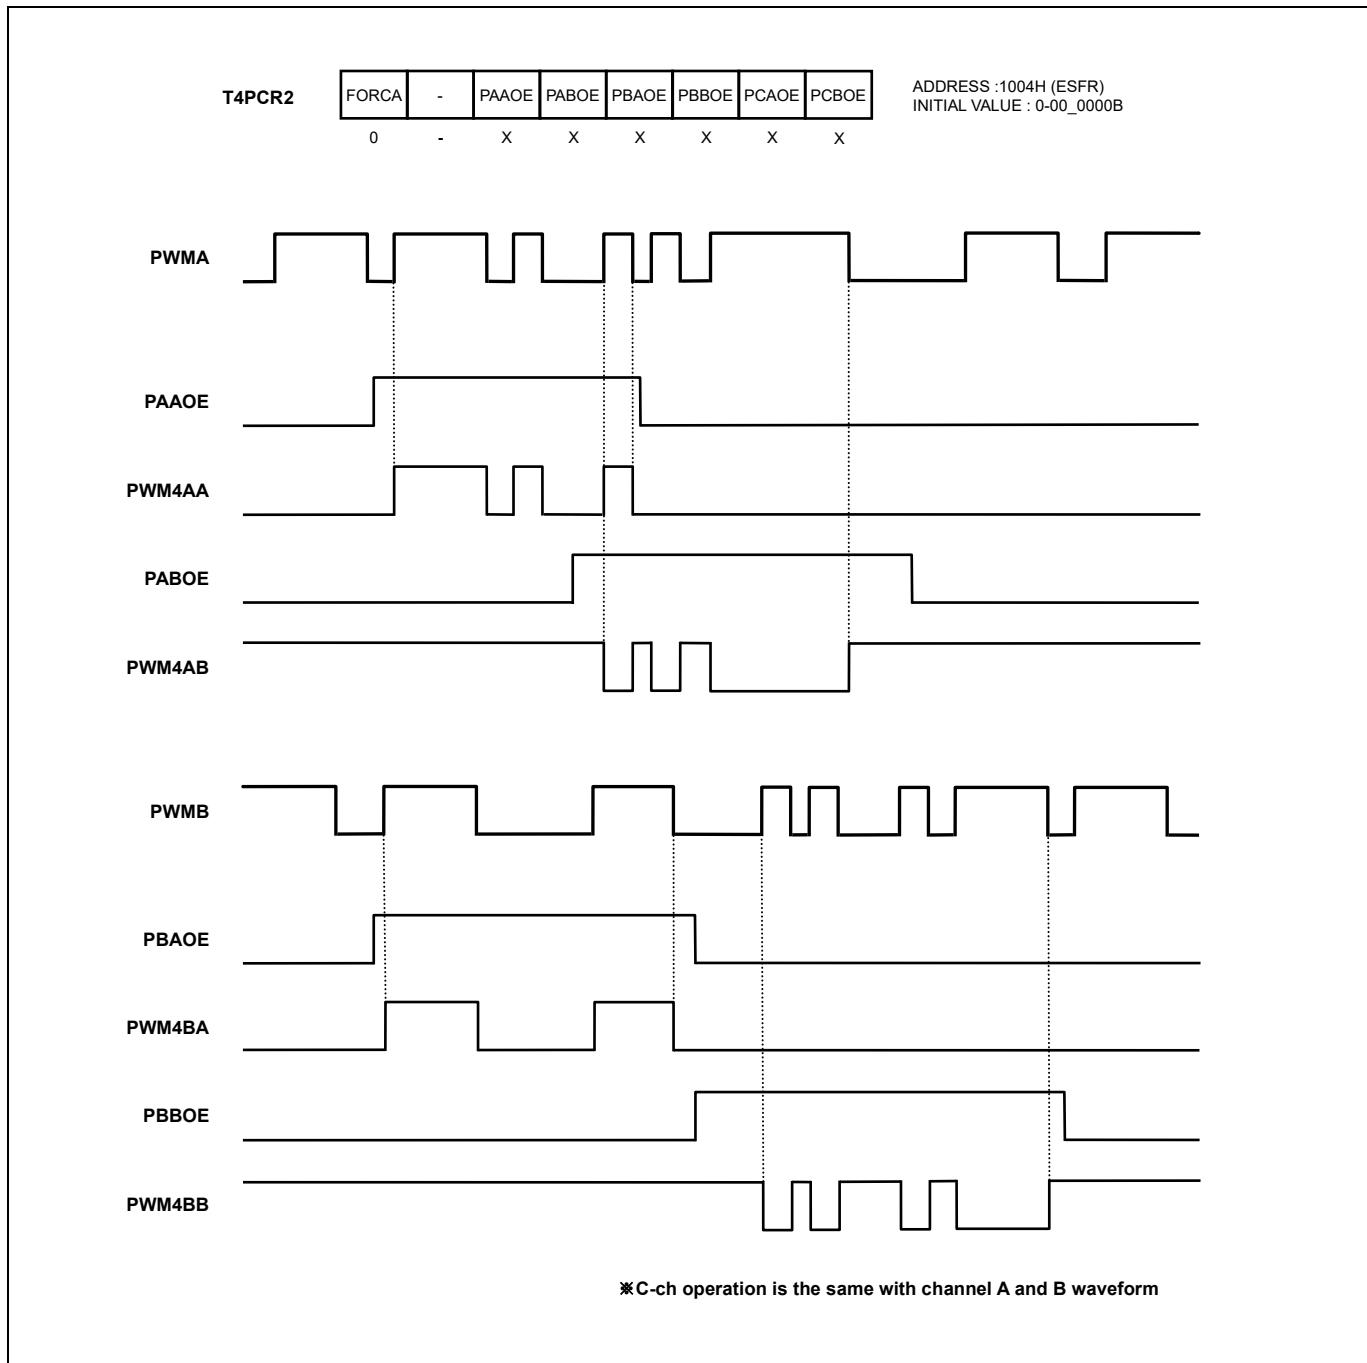 T4PCR2 FORCA - PAAOE PABOE PBAOE PBBOE PCAOE PCBOE
0 - X X X X X X
ADDRESS :1004H (ESFR)
INITIAL VALUE : 0-00_0000B
PWMA
PAAOE
PWM4AA
PABOE
PWM4AB
PWMB
PBAOE
PWM4BA
PBBOE
PWM4BB
※C-ch operation is the same with channel A and B waveform